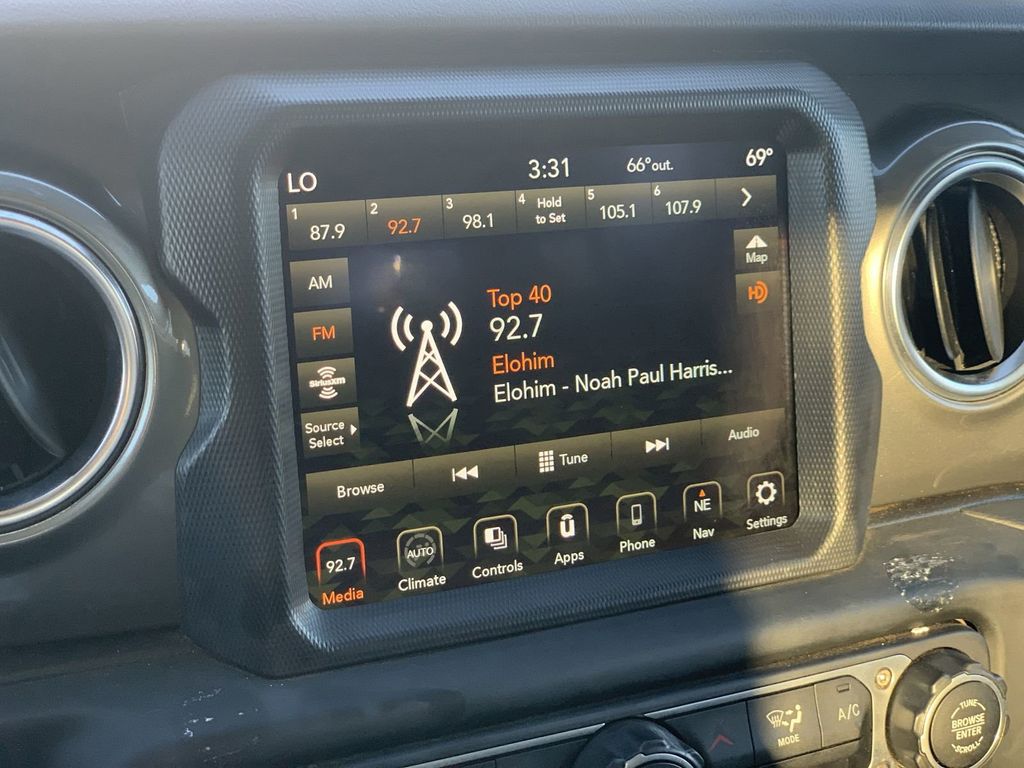 LO 3:31 66°out. 69°
1 87.9 2 92.7 3 98.1 4 Hold to Set 5 105.1 6 107.9
AM
FM
SiriusXM
Source
Select
Map
HD
Top 40
92.7
Elohim
Elohim - Noah Paul Harris...
Browse Tune Audio
92.7 AUTO NE
Media Climate Controls Apps Phone Nav Settings
MODE A/C
TUNE
BROWSE
ENTER
SCROLL